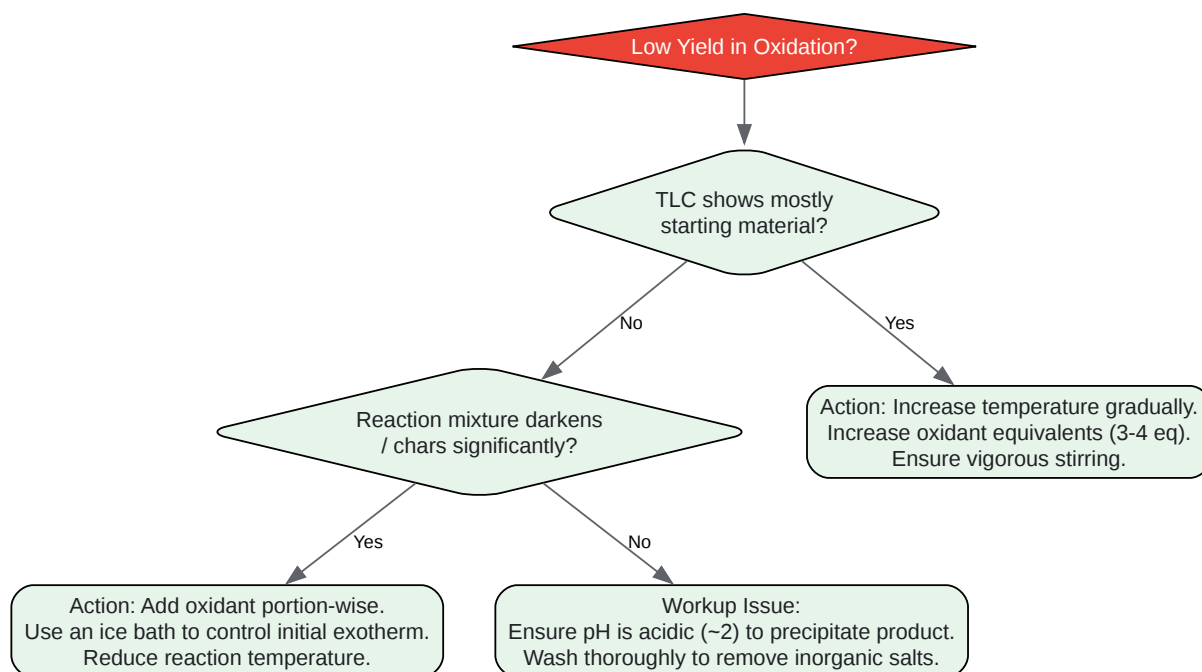 Low Yield in Oxidation?
TLC shows mostly
starting material?
No
Yes
Reaction mixture darkens
/ chars significantly?
Action: Increase temperature gradually.
Increase oxidant equivalents (3-4 eq).
Ensure vigorous stirring.
Yes
No
Action: Add oxidant portion-wise.
Use an ice bath to control initial exotherm.
Reduce reaction temperature.
Workup Issue:
Ensure pH is acidic (~2) to precipitate product.
Wash thoroughly to remove inorganic salts.